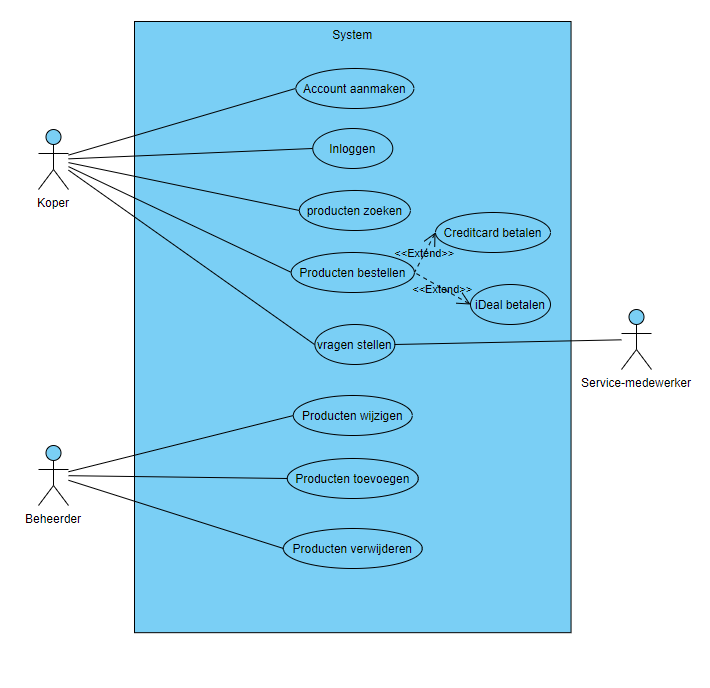 System
Account aanmaken
Koper
Inloggen
producten zoeken
Creditcard betalen
<<Extend>>
Producten bestellen
<<Extend>>
iDeal betalen
vragen stellen
Service-medewerker
Producten wijzigen
Beheerder
Producten toevoegen
Producten verwijderen